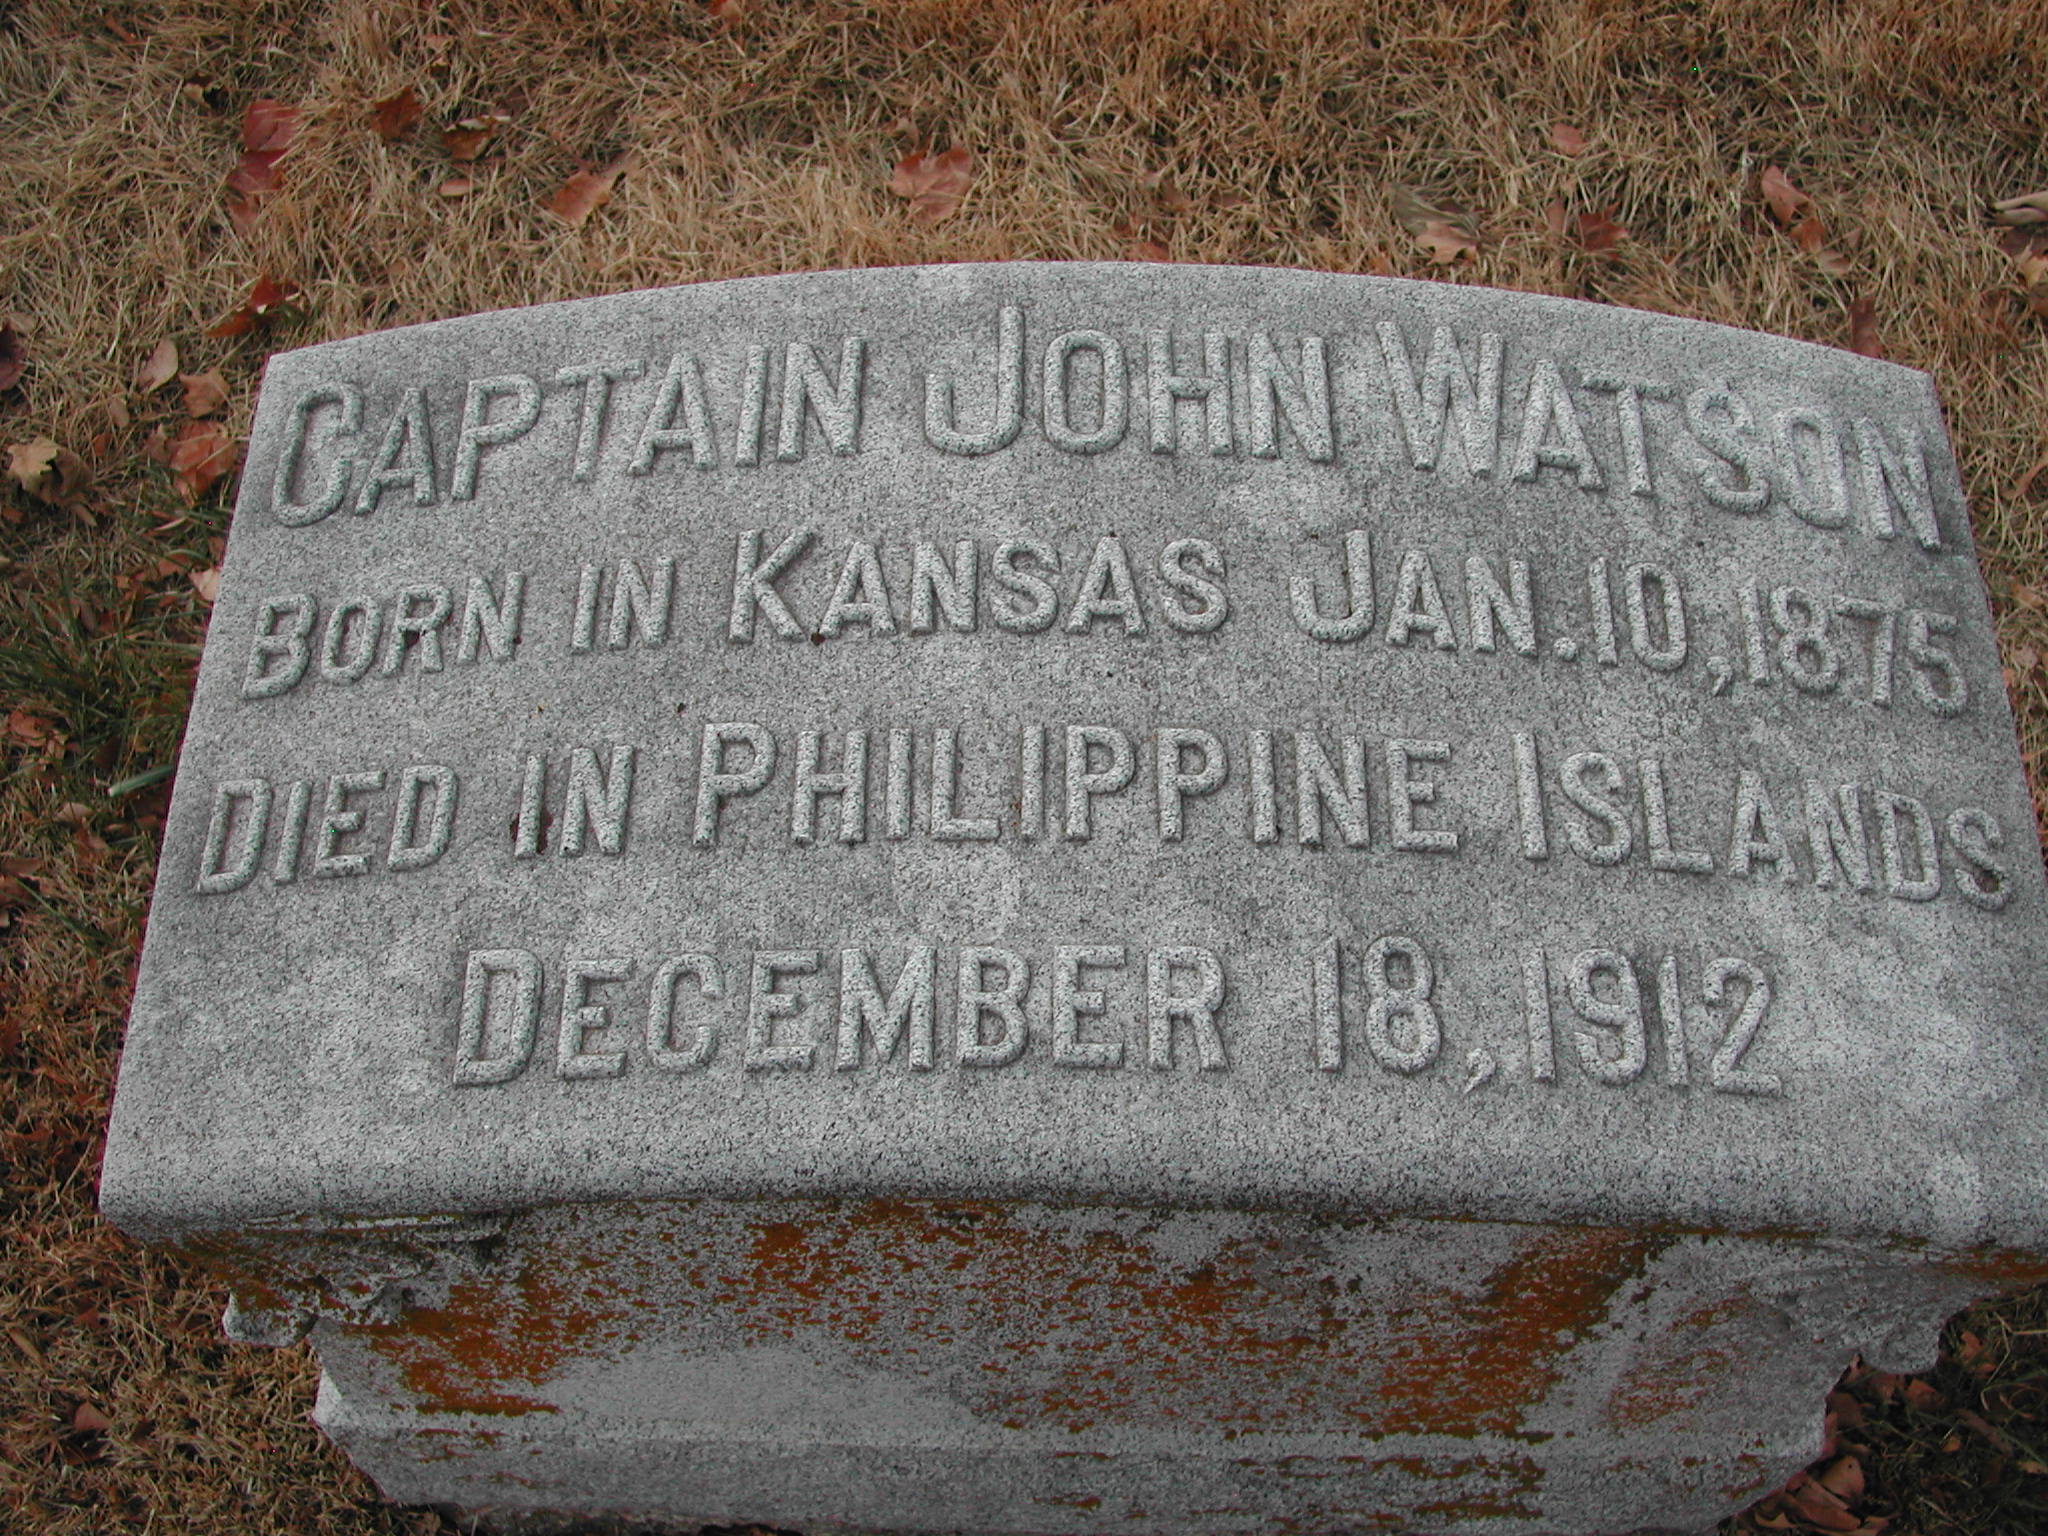 CAPTAIN JOHN WATSON
BORN IN KANSAS JAN. 10, 1875
DIED IN PHILIPPINE ISLANDS
DECEMBER 18, 1912